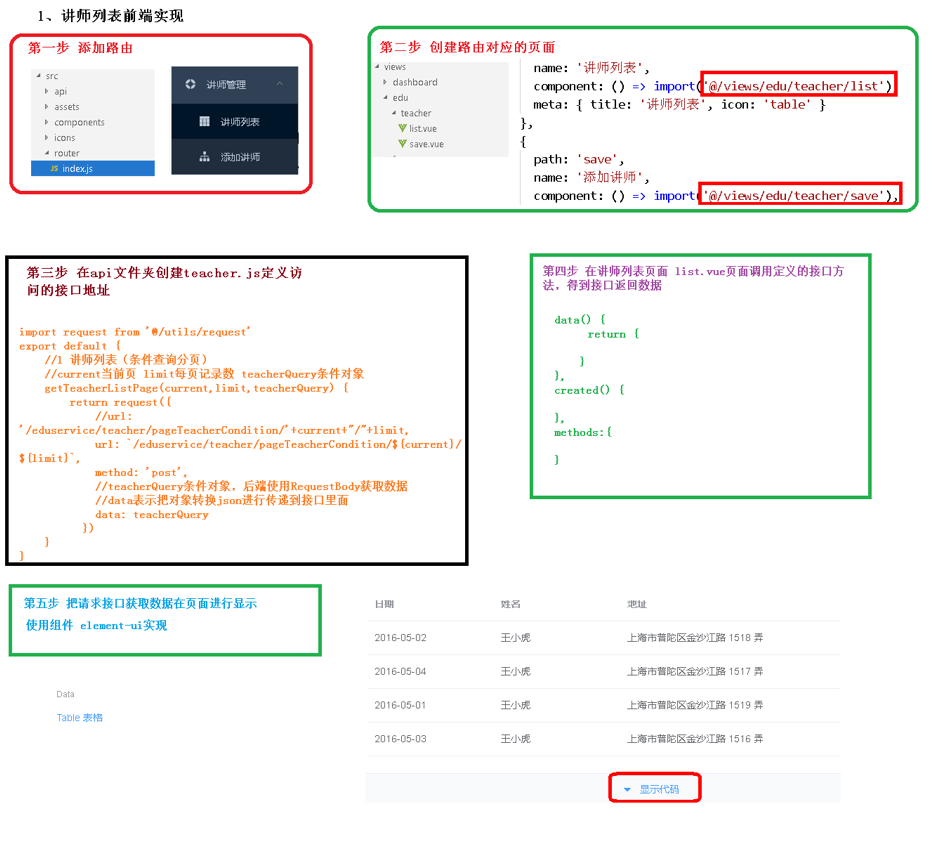 1、讲师列表前端实现
第一步 添加路由
src
api
assets
components
icons
router
JS index.js
讲师管理
讲师列表
添加讲师
第二步 创建路由对应的页面
views
dashboard
edu
teacher
list.vue
save.vue
name: '讲师列表',
component: () => import('@/views/edu/teacher/list')
meta: { title: '讲师列表', icon: 'table' }
},
{
path: 'save',
name: '添加讲师',
component: () => import('@/views/edu/teacher/save'),
第三步 在api文件夹创建teacher.js定义访
问的接口地址
import request from '@/utils/request'
export default {
//1 讲师列表（条件查询分页）
//current当前页 limit每页记录数 teacherQuery条件对象
getTeacherListPage(current,limit,teacherQuery) {
return request({
//url:
'/eduservice/teacher/pageTeacherCondition/'+current+"/"+limit,
url: `/eduservice/teacher/pageTeacherCondition/${current}/
${limit}`,
method: 'post',
//teacherQuery条件对象，后端使用RequestBody获取数据
//data表示把对象转换json进行传递到接口里面
data: teacherQuery
})
}
}
第四步 在讲师列表页面 list.vue页面调用定义的接口方
法，得到接口返回数据
data() {
return {
}
},
created() {
},
methods:{
}
第五步 把请求接口获取数据在页面进行显示
使用组件 element-ui实现
Data
Table 表格
日期 姓名 地址
2016-05-02 王小虎 上海市普陀区金沙江路 1518 弄
2016-05-04 王小虎 上海市普陀区金沙江路 1517 弄
2016-05-01 王小虎 上海市普陀区金沙江路 1519 弄
2016-05-03 王小虎 上海市普陀区金沙江路 1516 弄
显示代码